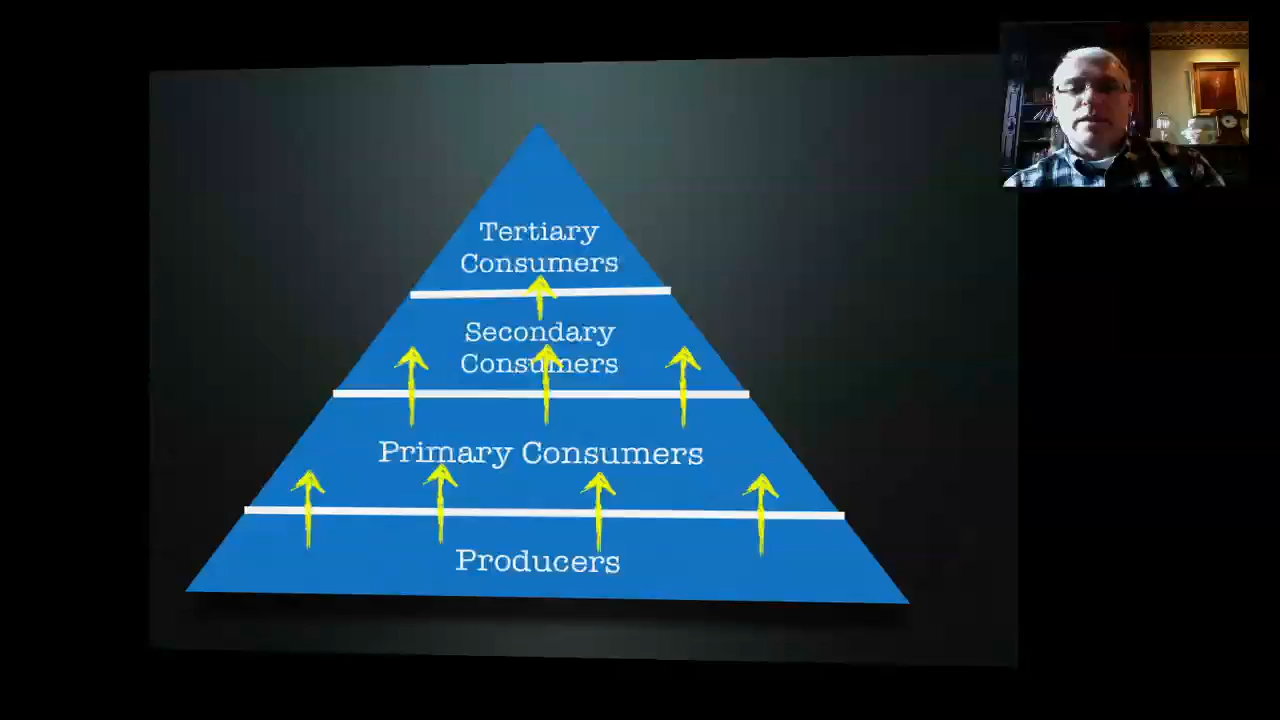 Tertiary
Consumers
Secondary
Consumers
Primary Consumers
Producers